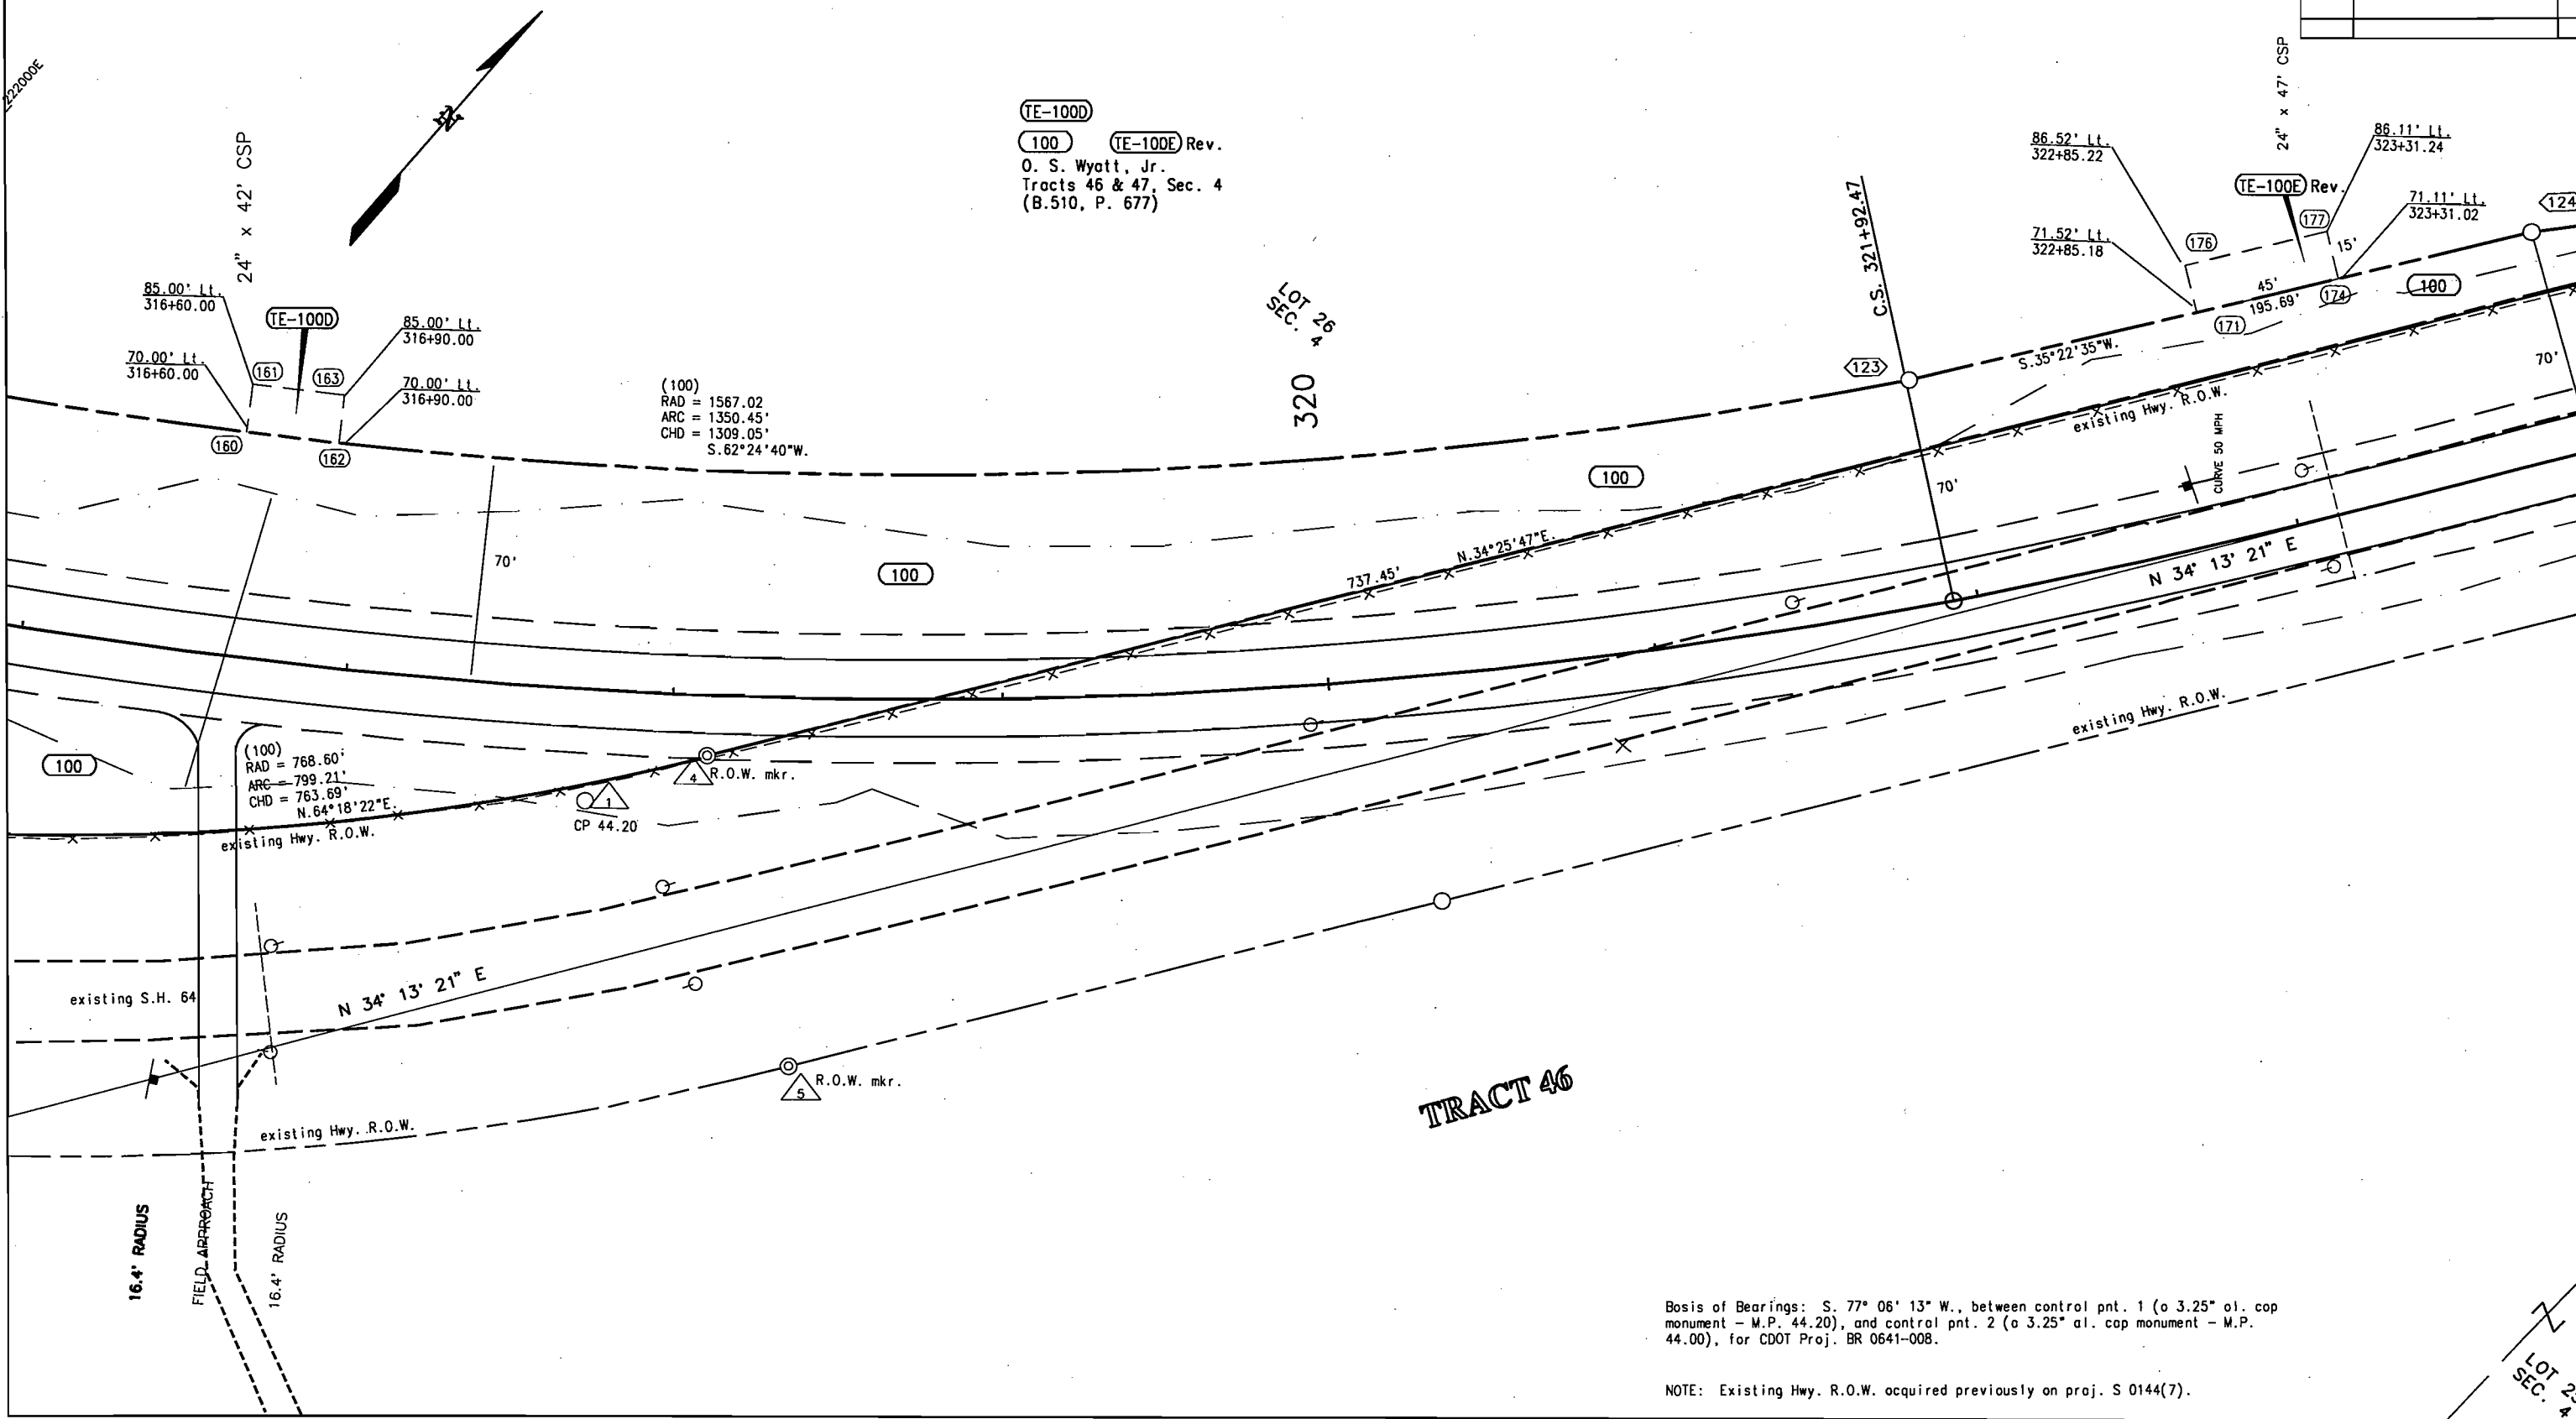 222000E
24" x 42' CSP
N
TE-100D
100 TE-100E Rev.
O. S. Wyatt, Jr.
Tracts 46 & 47, Sec. 4
(B.510, P. 677)
24" x 47' CSP
86.52' Lt.
322+85.22
86.11' Lt.
323+31.24
TE-100E Rev.
71.11' Lt.
323+31.02
71.52' Lt.
322+85.18
176
177
15'
124
45'
195.69'
171
174
100
70'
C.S. 321+92.47
123
S.35°22'35"W.
existing Hwy. R.O.W.
CURVE 50 MPH
85.00' Lt.
316+60.00
TE-100D
85.00' Lt.
316+90.00
70.00' Lt.
316+60.00
161
163
70.00' Lt.
316+90.00
160
162
(100)
RAD = 1567.02
ARC = 1350.45'
CHD = 1309.05'
S.62°24'40"W.
LOT 26
SEC. 4
320
100
70'
70'
100
737.45'
N.34°25'47"E.
N 34° 13' 21" E
existing Hwy. R.O.W.
100
(100)
RAD = 768.60'
ARC = 799.21'
CHD = 763.69'
N.64°18'22"E.
existing Hwy. R.O.W.
4 R.O.W. mkr.
1
CP 44.20
existing S.H. 64
N 34° 13' 21" E
5 R.O.W. mkr.
existing Hwy. R.O.W.
TRACT 46
16.4' RADIUS
FIELD APPROACH
16.4' RADIUS
Basis of Bearings: S. 77° 06' 13" W., between control pnt. 1 (a 3.25" al. cap
monument - M.P. 44.20), and control pnt. 2 (a 3.25" al. cap monument - M.P.
44.00), for CDOT Proj. BR 0641-008.
NOTE: Existing Hwy. R.O.W. acquired previously on proj. S 0144(7).
LOT
SEC. 4